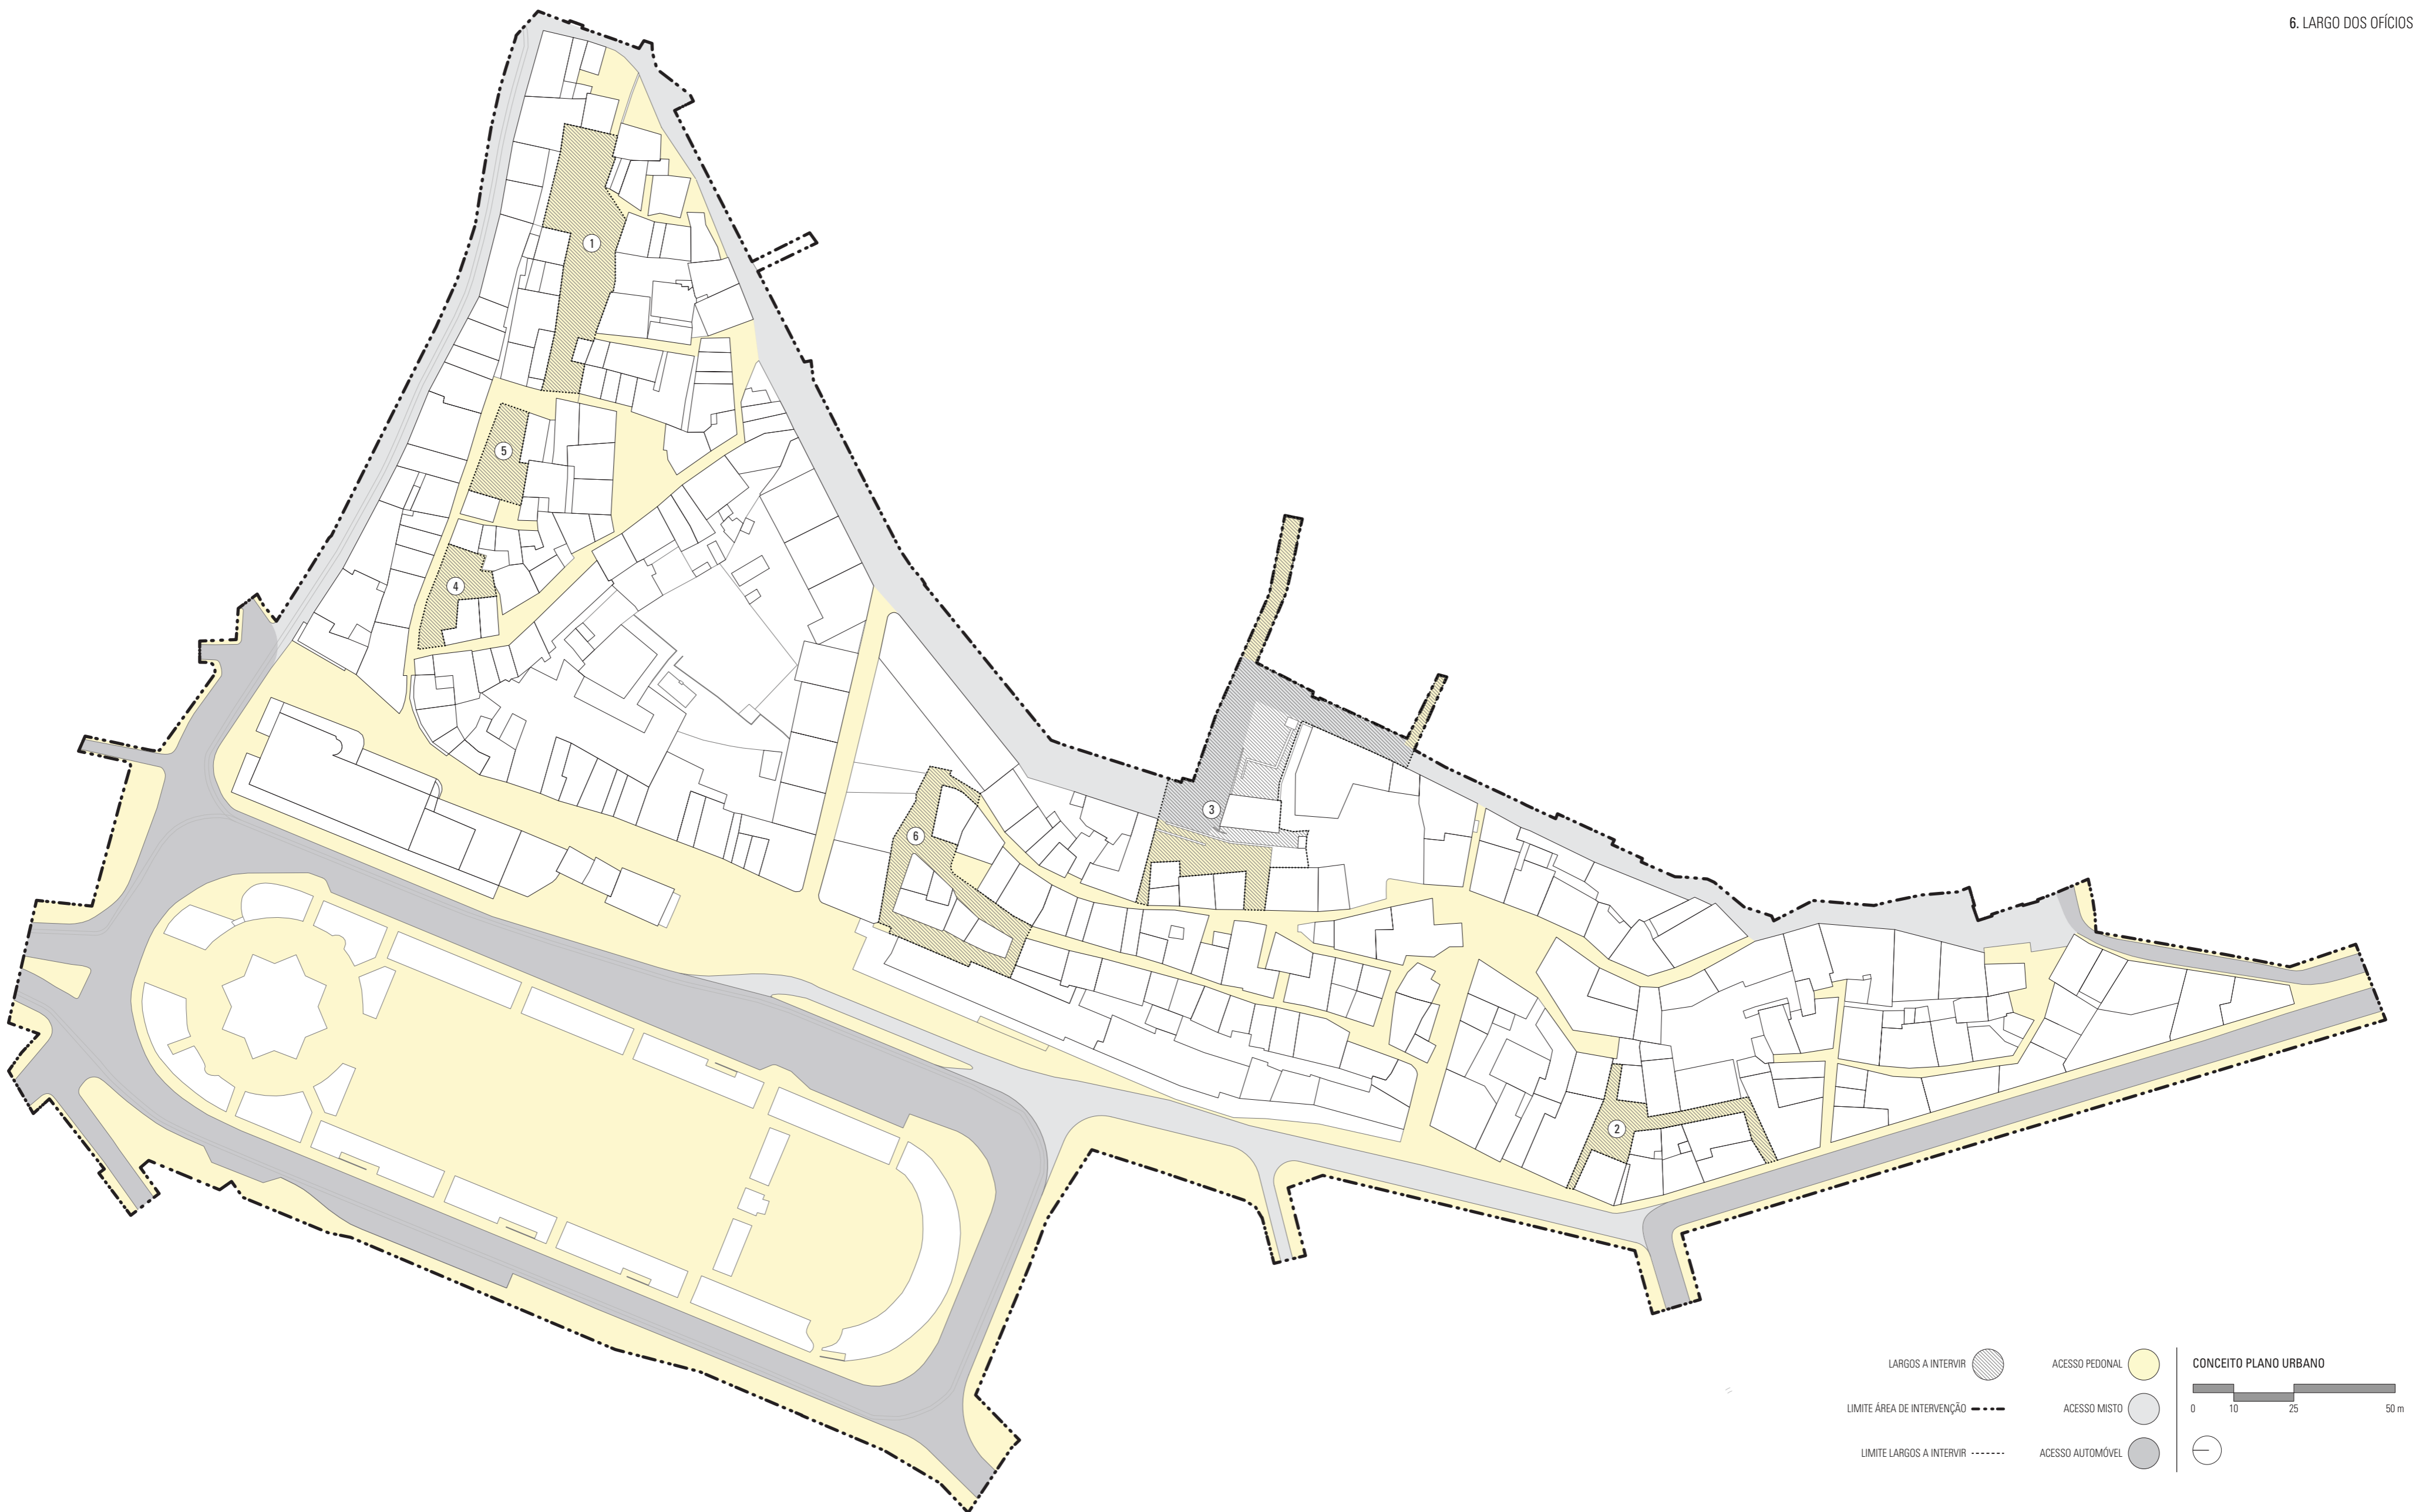 6. LARGO DOS OFÍCIOS
1
5
4
3
6
2
LARGOS A INTERVIR
ACESSO PEDONAL
CONCEITO PLANO URBANO
LIMITE ÁREA DE INTERVENÇÃO
ACESSO MISTO
0 10 25 50 m
LIMITE LARGOS A INTERVIR
ACESSO AUTOMÓVEL